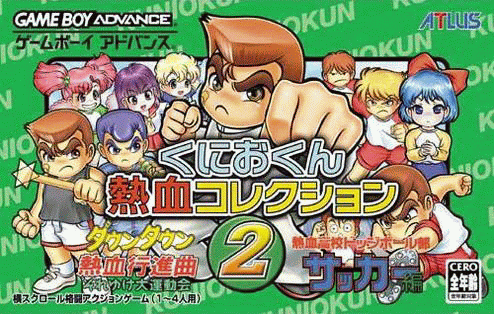 GAME BOY ADVANCE
ゲームボーイ アドバンス
ATLUS
KUNIOKUN
くにおくん
熱血コレクション
2
ダウンタウン
熱血行進曲
それゆけ大運動会
横スクロール格闘アクションゲーム(1~4人用)
熱血高校ドッジボール部
サッカー編
CERO
全年齢